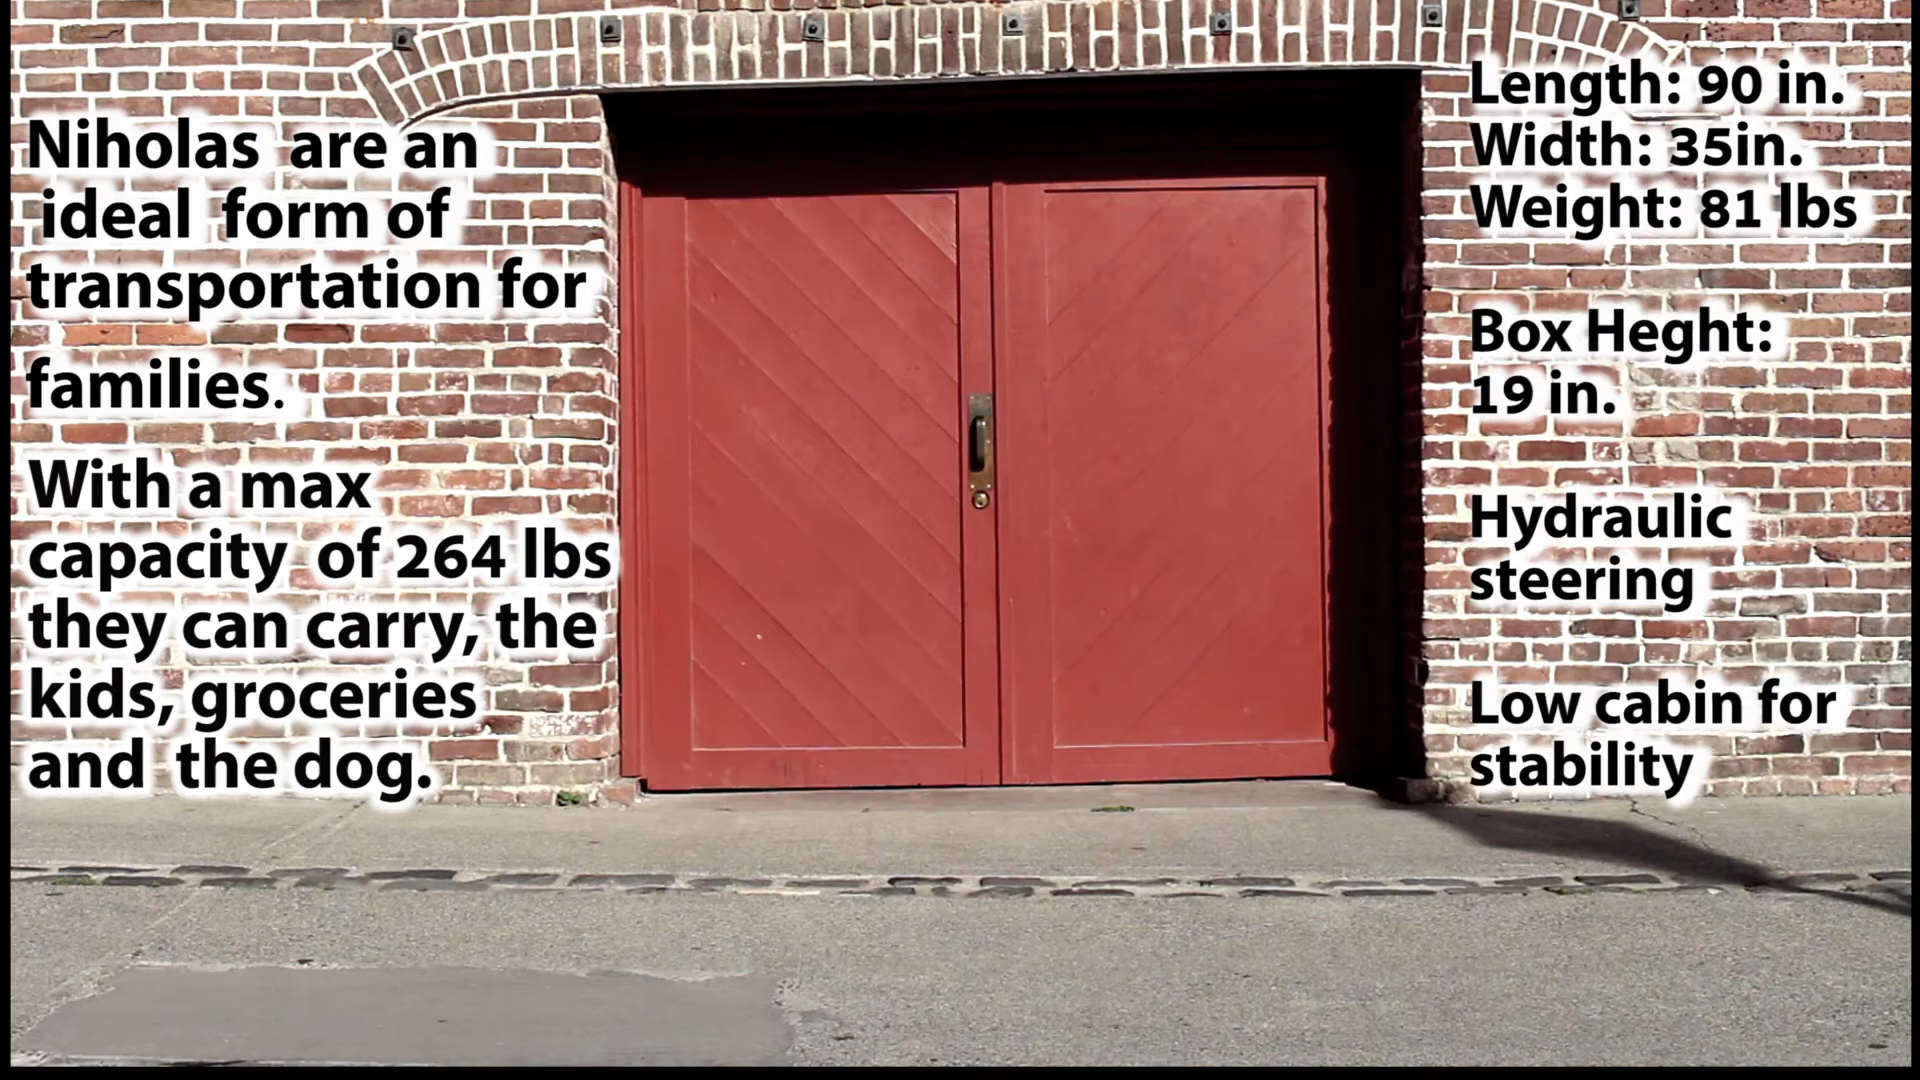 Niholas are an
ideal form of
transportation for
families.
With a max
capacity of 264 lbs
they can carry, the
kids, groceries
and the dog.
Length: 90 in.
Width: 35in.
Weight: 81 lbs
Box Heght:
19 in.
Hydraulic
steering
Low cabin for
stability